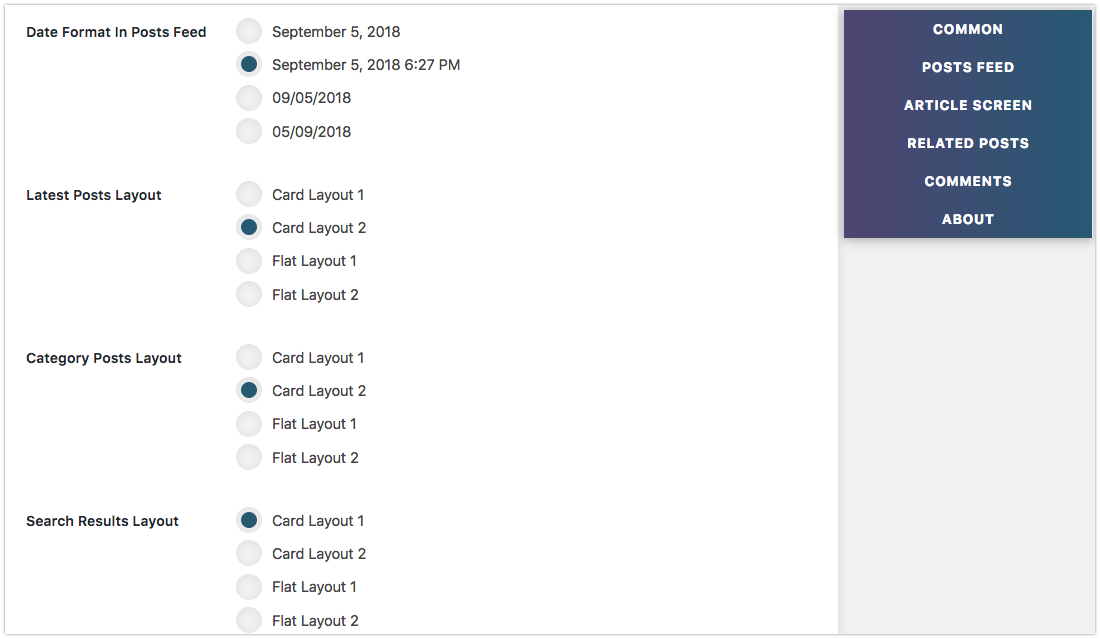 Date Format In Posts Feed
September 5, 2018
September 5, 2018 6:27 PM
09/05/2018
05/09/2018
Latest Posts Layout
Card Layout 1
Card Layout 2
Flat Layout 1
Flat Layout 2
Category Posts Layout
Card Layout 1
Card Layout 2
Flat Layout 1
Flat Layout 2
Search Results Layout
Card Layout 1
Card Layout 2
Flat Layout 1
Flat Layout 2
COMMON
POSTS FEED
ARTICLE SCREEN
RELATED POSTS
COMMENTS
ABOUT